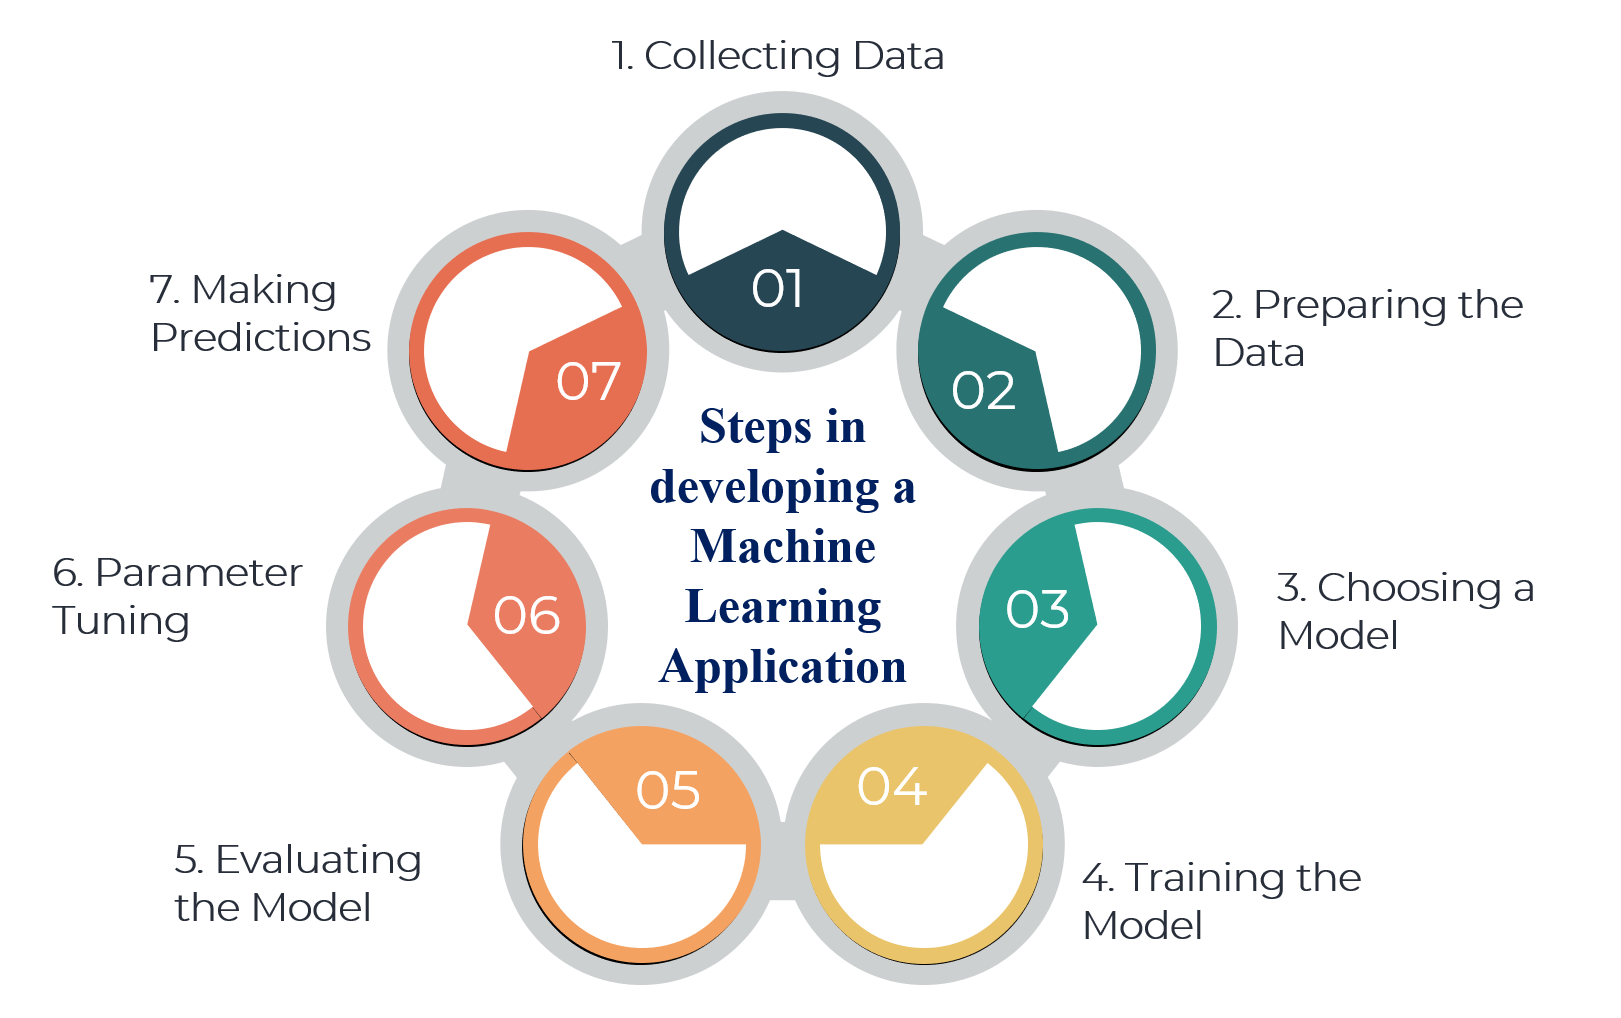 1. Collecting Data
01
2. Preparing the
Data
02
3. Choosing a
Model
03
4. Training the
Model
04
5. Evaluating
the Model
05
6. Parameter
Tuning
06
7. Making
Predictions
07
Steps in
developing a
Machine
Learning
Application